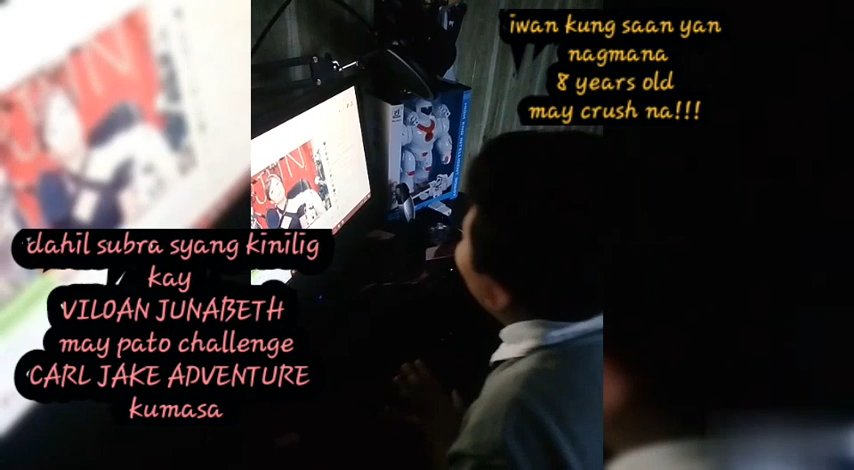 iwan kung saan yan
nagmana
8 years old
may crush na!!!
dahil subra syang kinilig
kay
VILOAN JUNABETH
may pato challenge
CARL JAKE ADVENTURE
kumasa